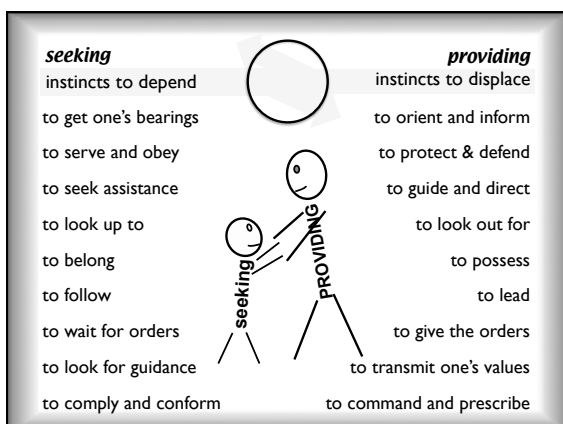 seeking
instincts to depend
to get one's bearings
to serve and obey
to seek assistance
to look up to
to belong
to follow
to wait for orders
to look for guidance
to comply and conform
providing
instincts to displace
to orient and inform
to protect & defend
to guide and direct
to look out for
to possess
to lead
to give the orders
to transmit one's values
to command and prescribe
seeking
PROVIDING